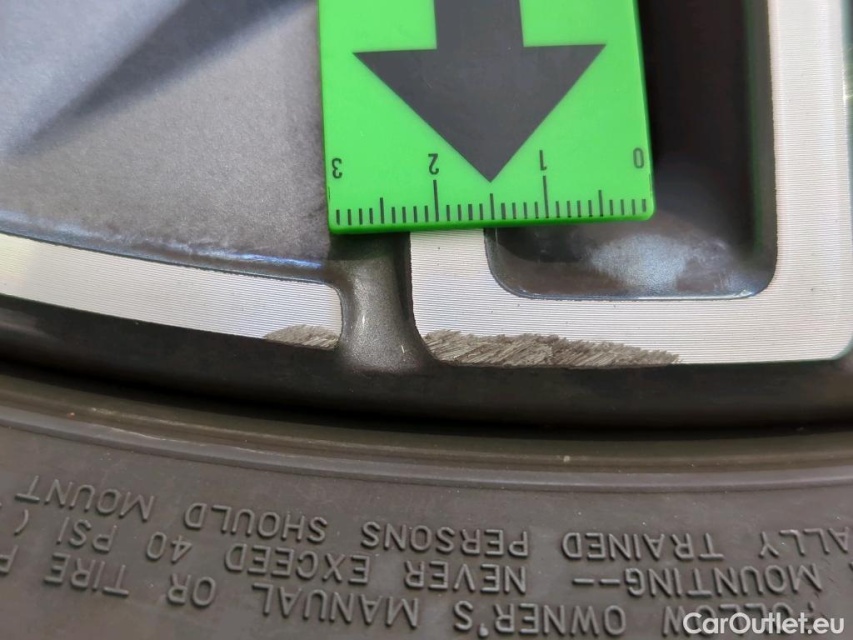 0 1 2 3
OWNER'S MANUAL OR TIRE
MOUNTING-- NEVER EXCEED 40 PSI (
ALLY TRAINED PERSONS SHOULD MOUNT
CarOutlet.eu